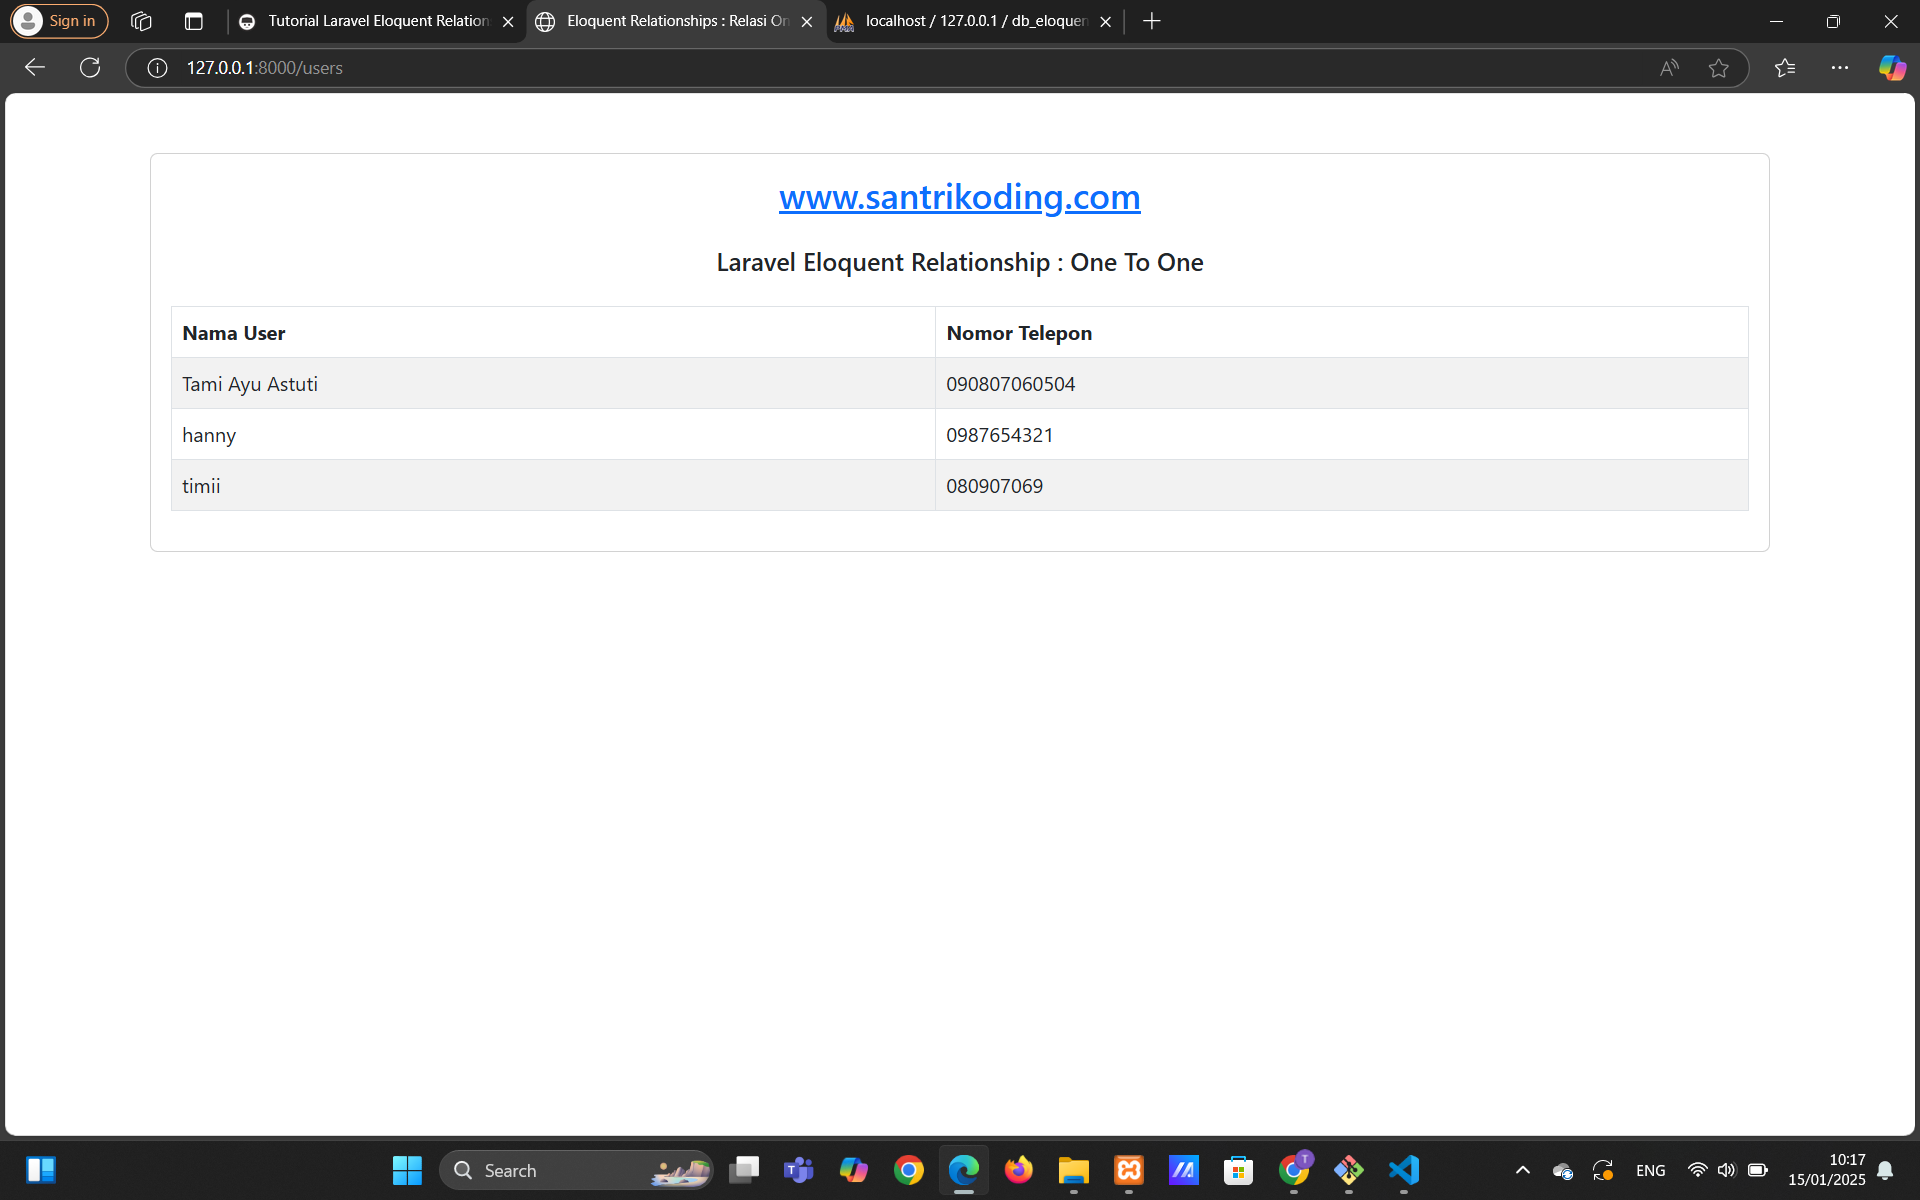 Sign in
Tutorial Laravel Eloquent Relation
Eloquent Relationships : Relasi On
localhost / 127.0.0.1 / db_eloquen
127.0.0.1:8000/users
www.santrikoding.com
Laravel Eloquent Relationship : One To One
Nama User Nomor Telepon
Tami Ayu Astuti 090807060504
hanny 0987654321
timii 080907069
Search
ENG
10:17
15/01/2025